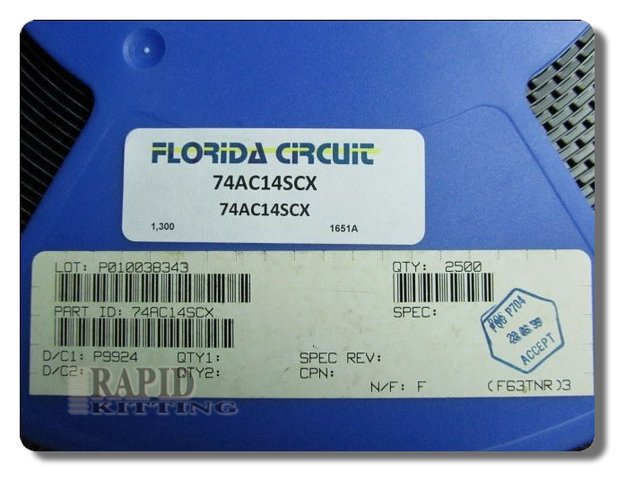 FLORIDA CIRCUIT
74AC14SCX
74AC14SCX
1,300 1651A
LOT: P010038343 QTY: 2500
PART ID: 74AC14SCX SPEC:
D/C1: P9924 QTY1: SPEC REV:
D/C2: QTY2: CPN:
N/F: F (F63TNR)3
P704
ACCEPT
RAPID
KITTING